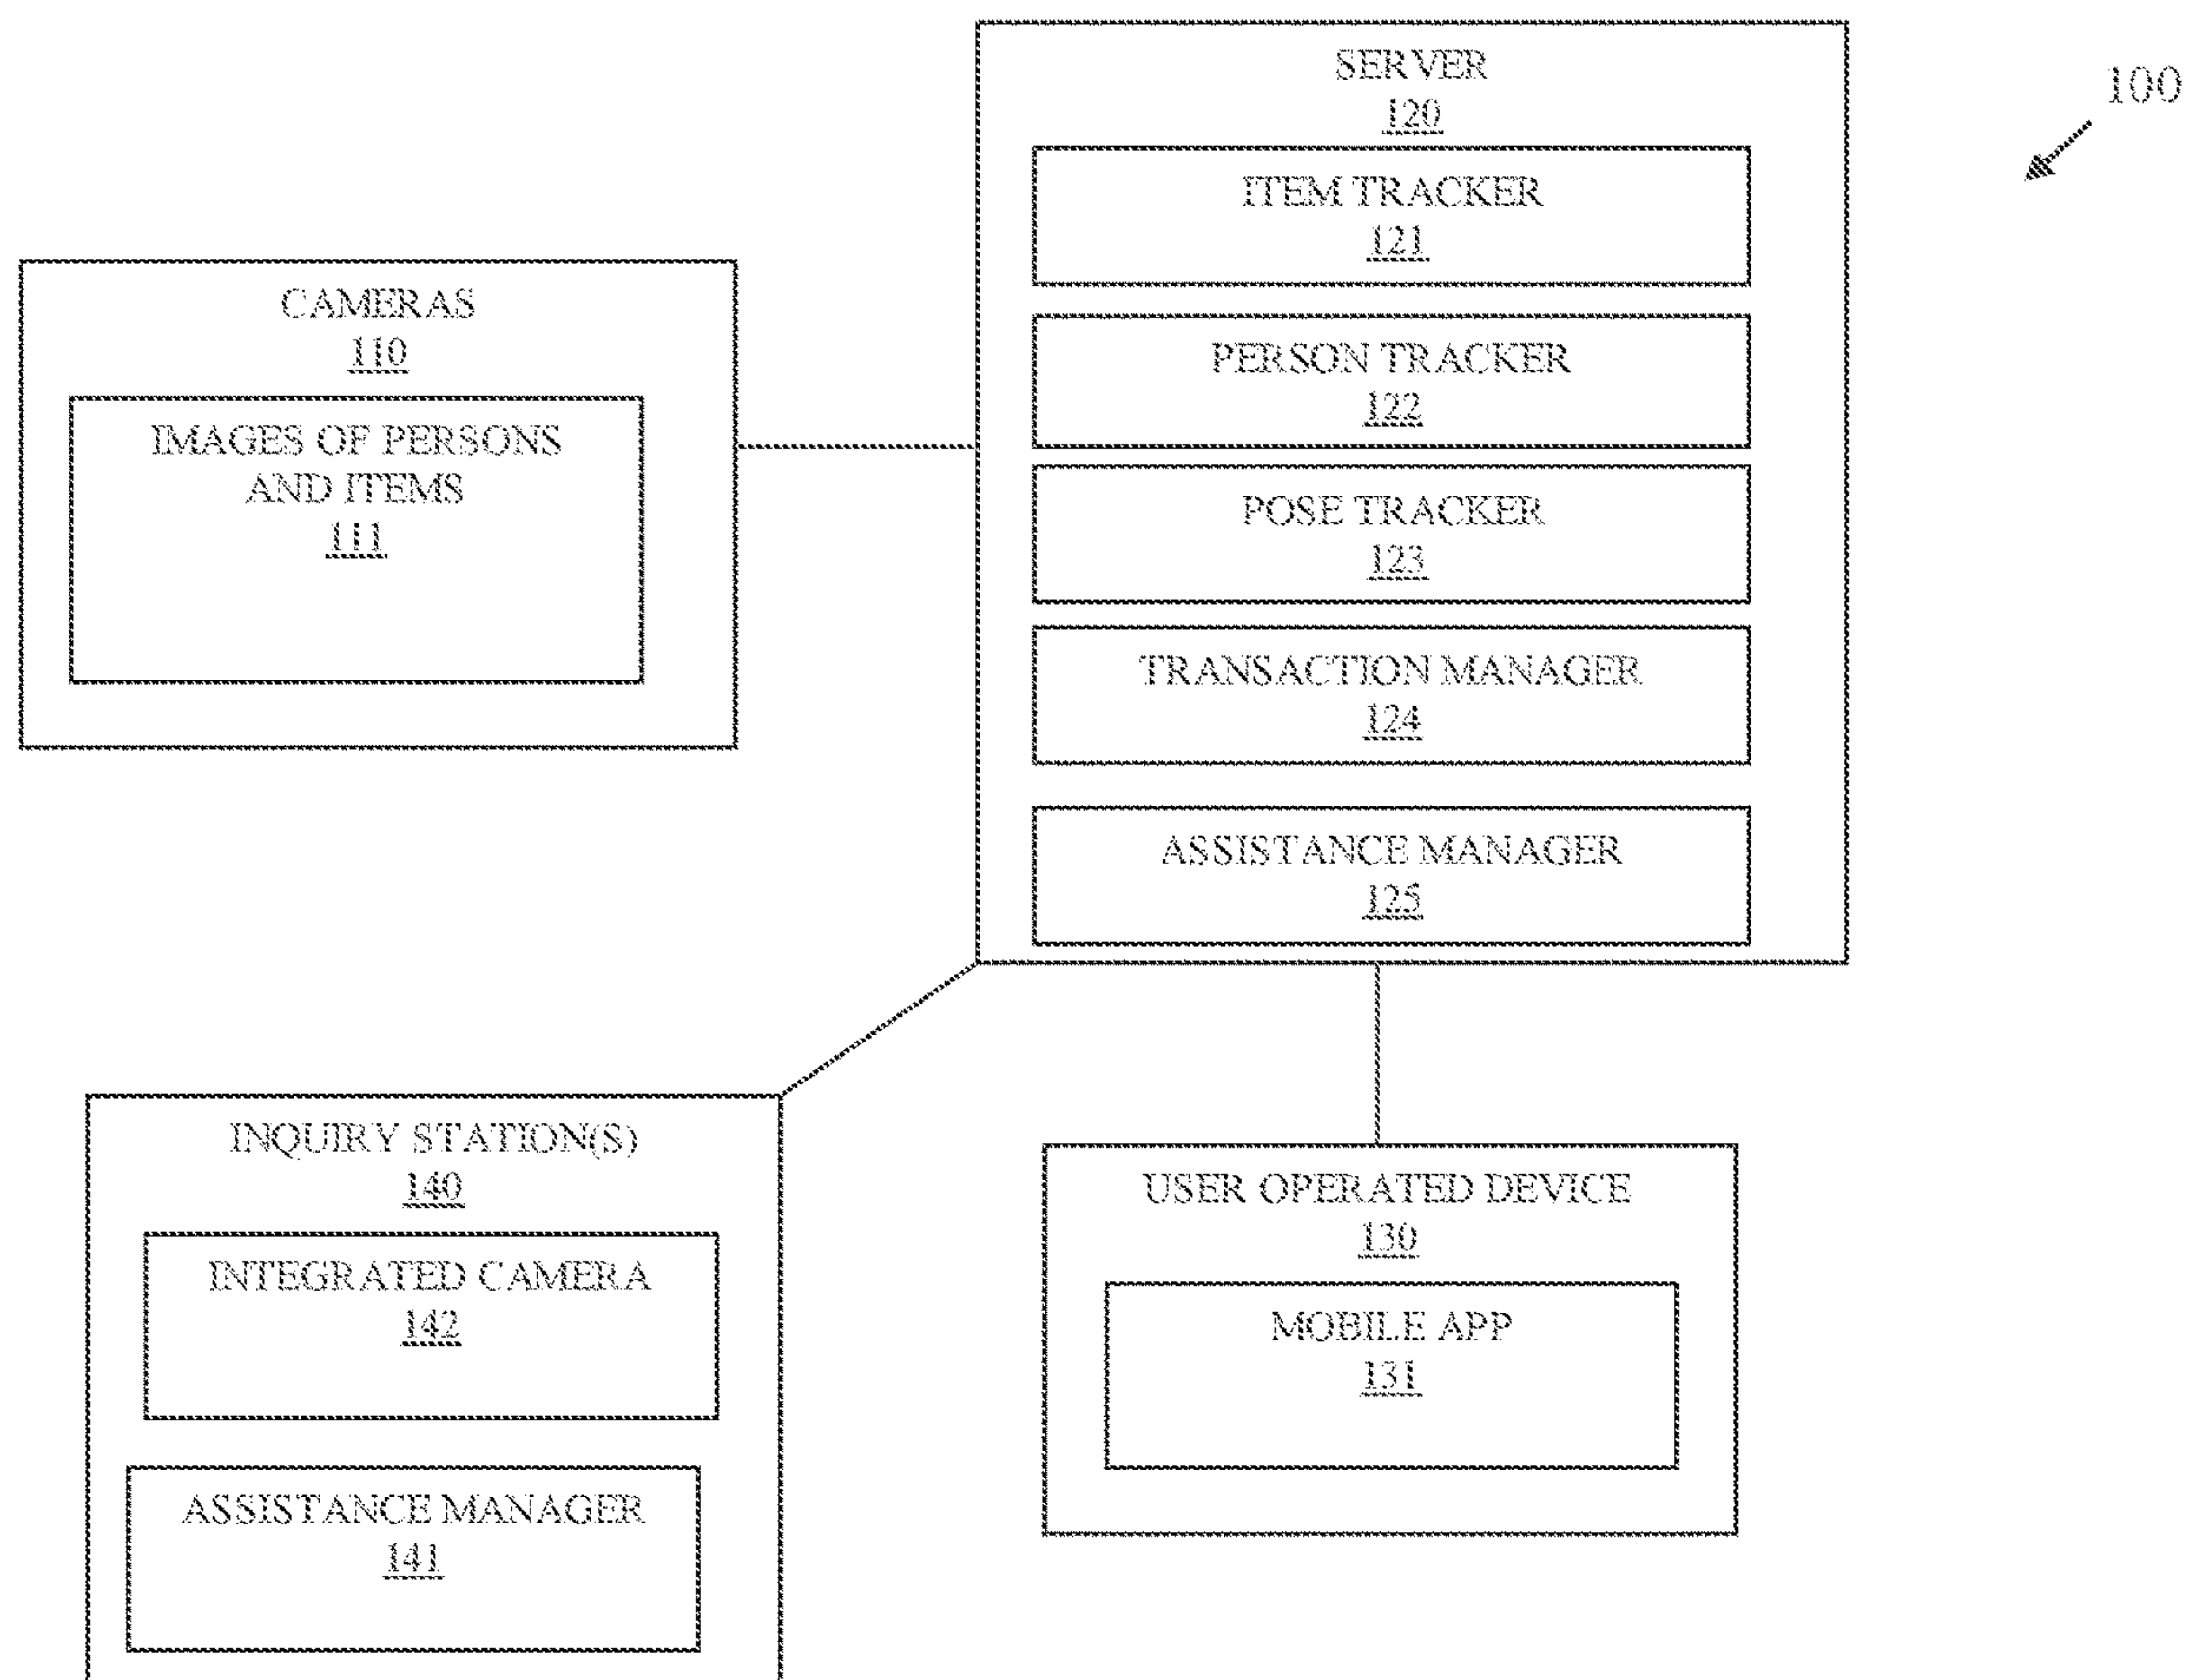 100
SERVER
120
ITEM TRACKER
121
PERSON TRACKER
122
POSE TRACKER
123
TRANSACTION MANAGER
124
ASSISTANCE MANAGER
125
CAMERAS
110
IMAGES OF PERSONS
AND ITEMS
111
INQUIRY STATION(S)
140
INTEGRATED CAMERA
142
ASSISTANCE MANAGER
141
USER OPERATED DEVICE
130
MOBILE APP
131